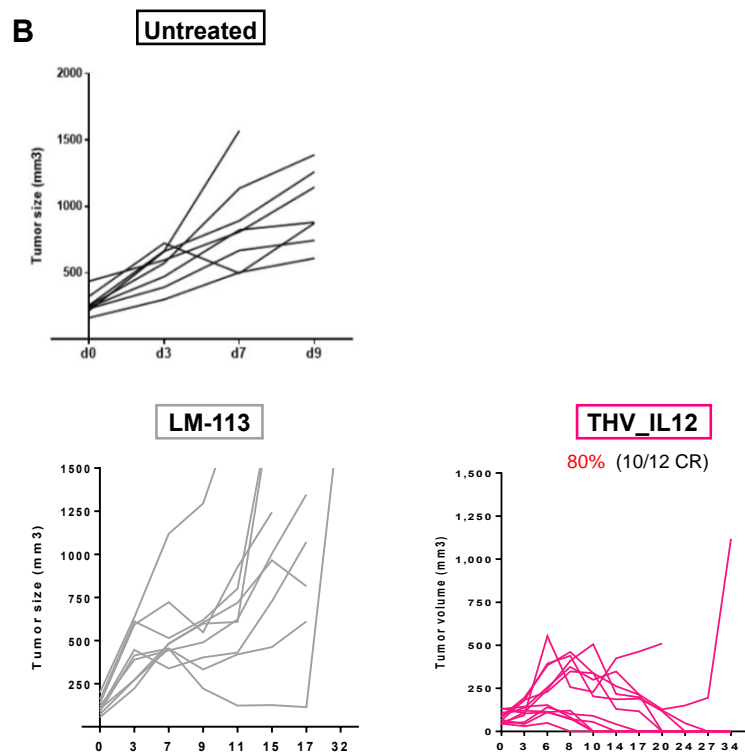 B
Untreated
Tumor size (mm3)
2000
1500
1000
500
d0 d3 d7 d9
LM-113
Tumor size (mm3)
1500
1250
1000
750
500
250
0 3 7 9 11 15 17 32
THV_IL12
80% (10/12 CR)
Tumor volume (mm3)
1,500
1,250
1,000
750
500
250
0
0 3 6 8 10 12 14 17 20 24 27 34